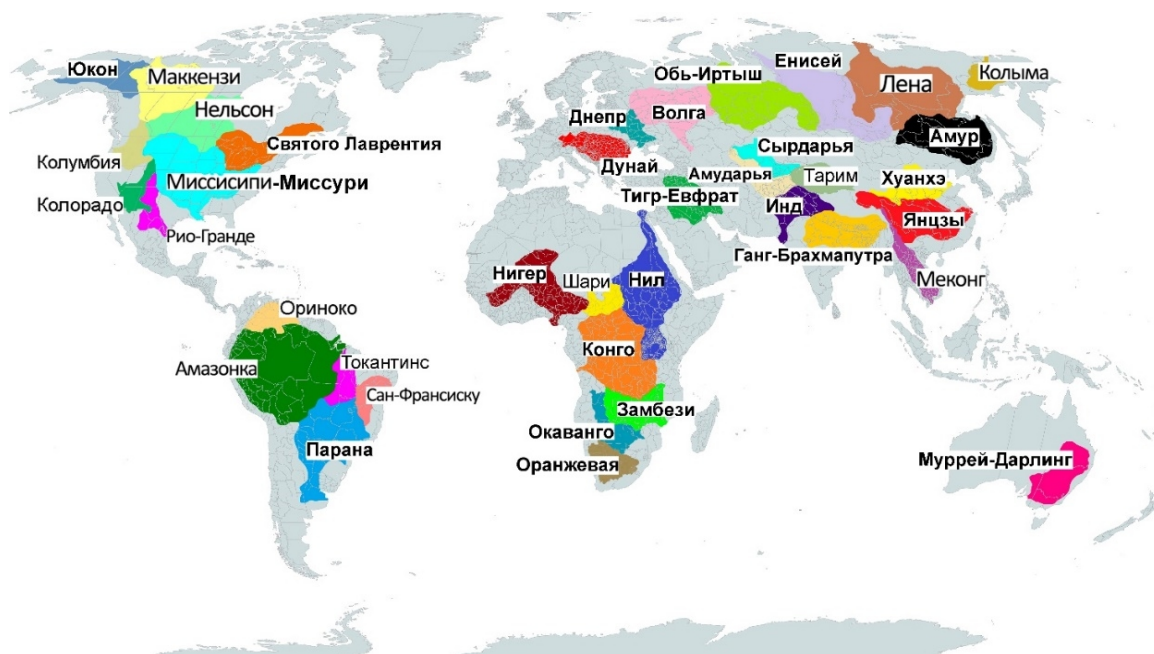 Юкон
Маккензи
Нельсон
Святого Лаврентия
Колумбия
Миссисипи-Миссури
Колорадо
Рио-Гранде
Ориноко
Амазонка
Токантинс
Сан-Франсиску
Парана
Енисей
Обь-Иртыш
Лена
Колыма
Волга
Днепр
Амур
Дунай
Сырдарья
Амударья
Тарим
Хуанхэ
Тигр-Евфрат
Инд
Янцзы
Ганг-Брахмапутра
Меконг
Нигер
Шари
Нил
Конго
Замбези
Окаванго
Оранжевая
Муррей-Дарлинг